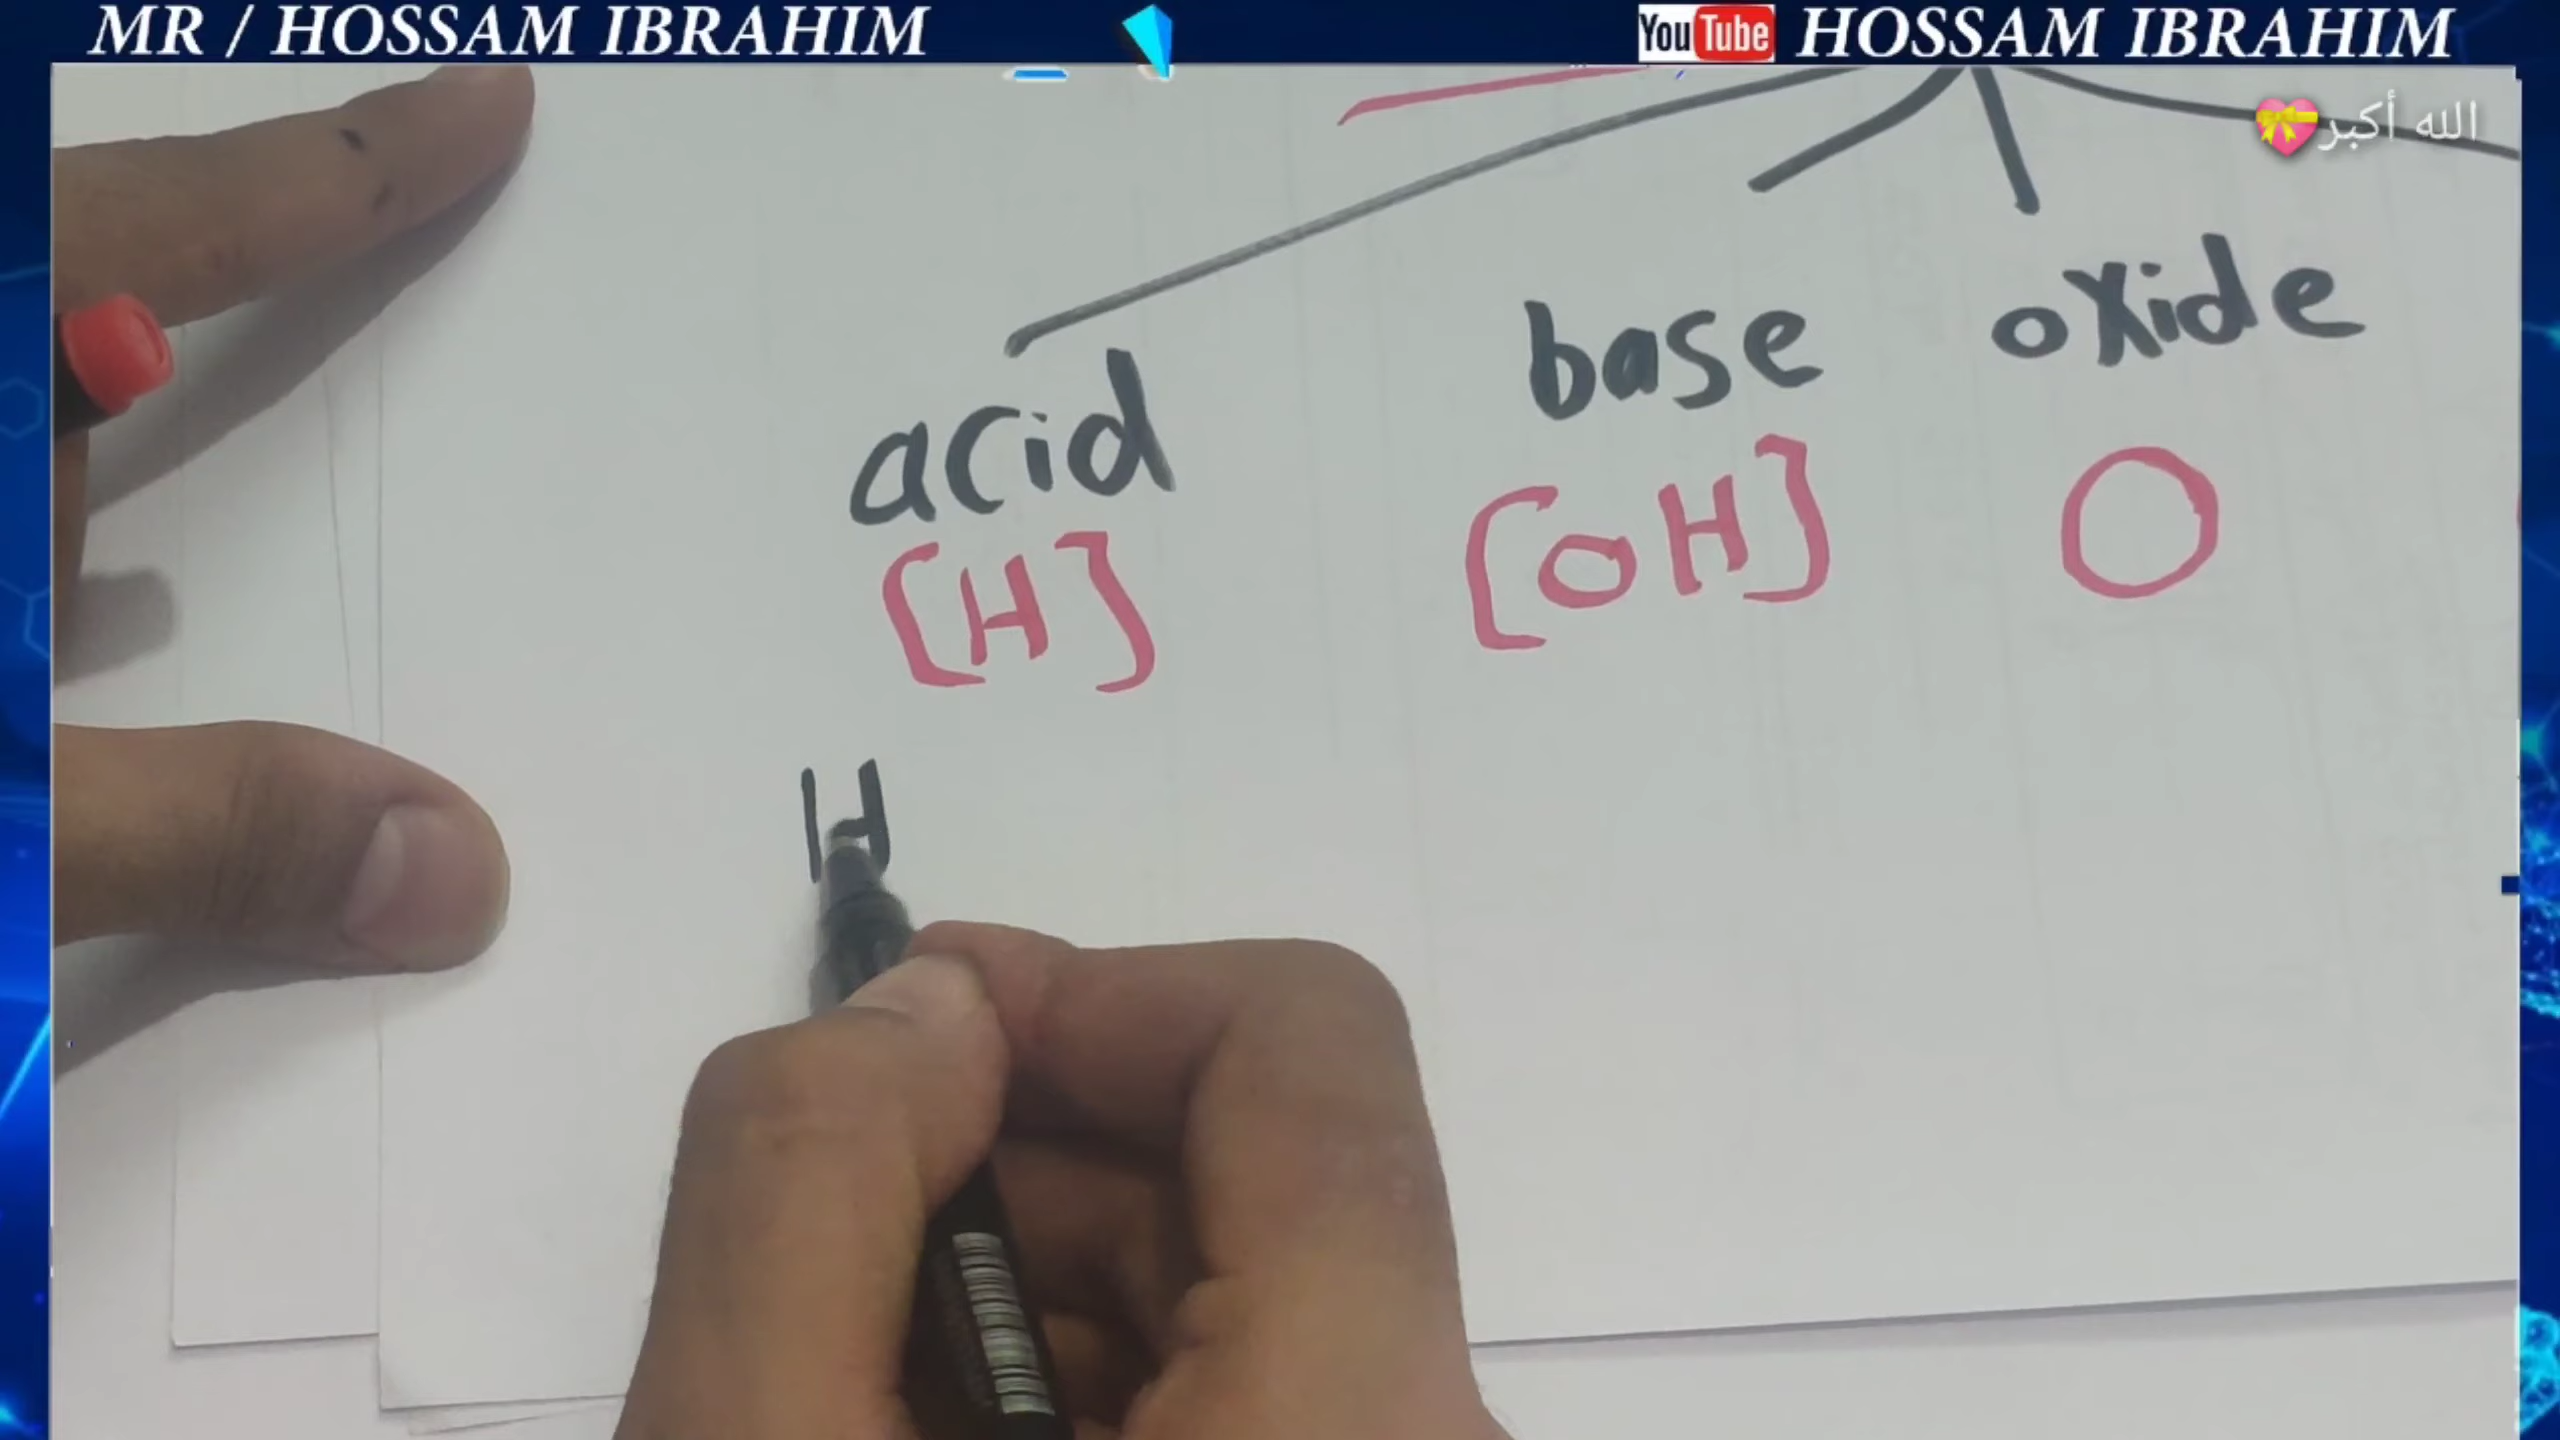 MR / HOSSAM IBRAHIM
YouTube HOSSAM IBRAHIM
الله أكبر
acid base oxide
[H] [OH] O
H